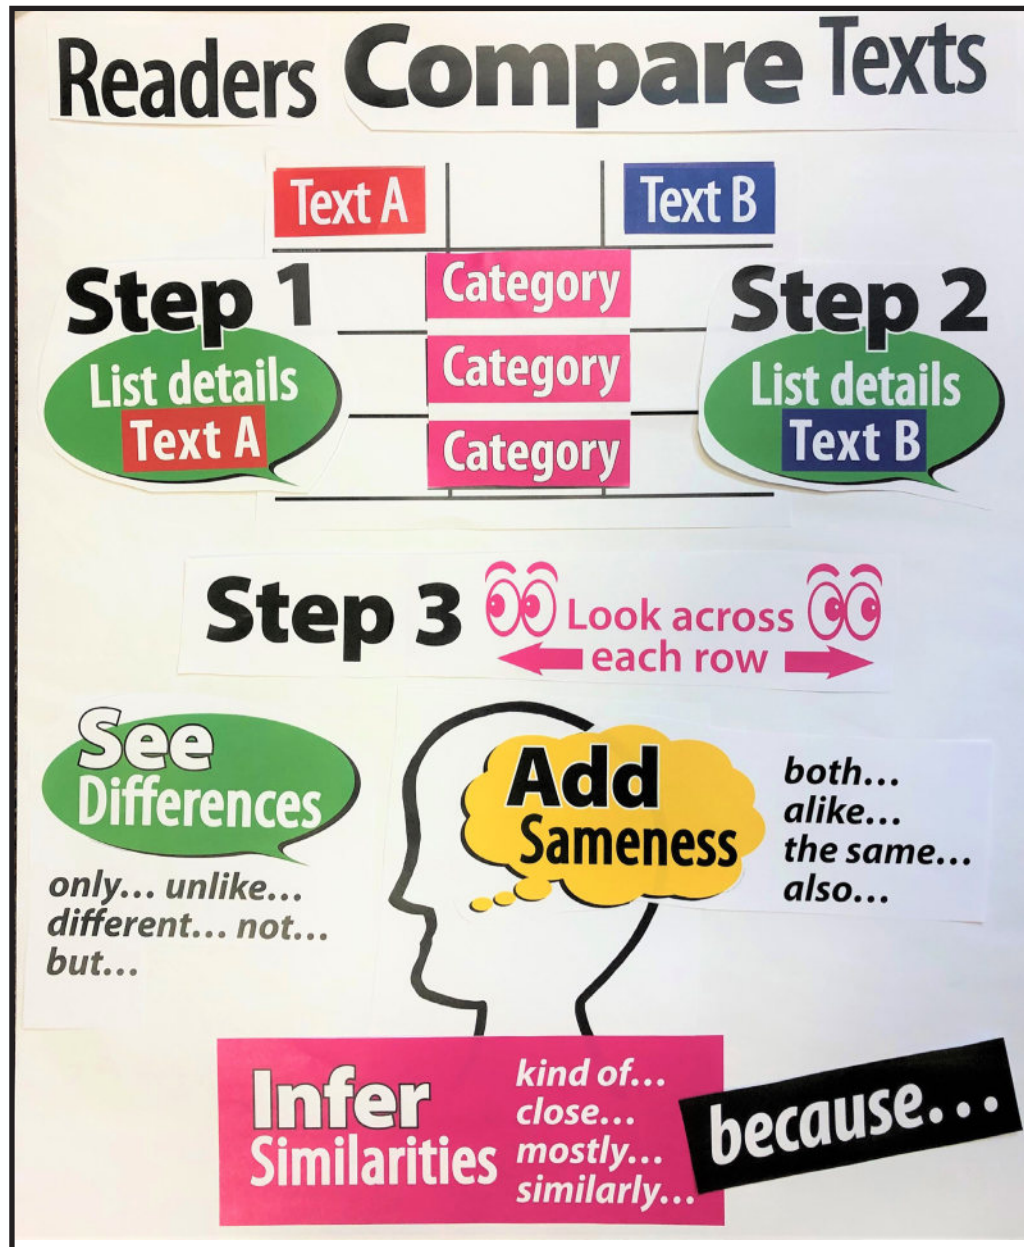 Readers Compare Texts
Text A
Text B
Step 1
List details
Text A
Category
Category
Category
Step 2
List details
Text B
Step 3
Look across
each row
See
Differences
only... unlike...
different... not...
but...
Add
Sameness
both...
alike...
the same...
also...
Infer
Similarities
kind of...
close...
mostly...
similarly...
because...